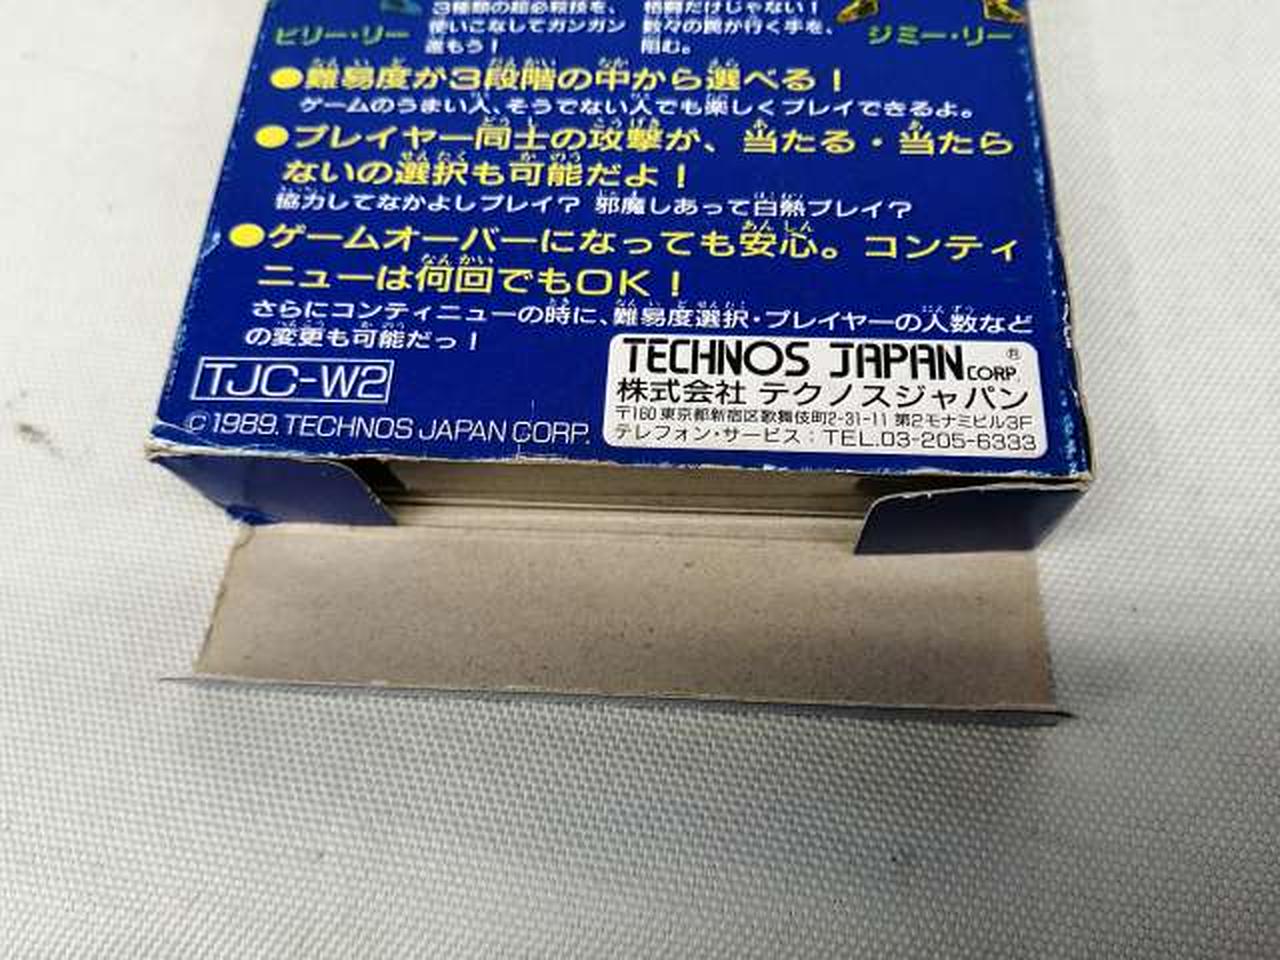 3種類の超必殺技を、
使いこなしてガンガン
進もう！
格闘だけじゃない！
数々の罠が行く手を、
阻む。
ビリー・リー
ジミー・リー
●難易度が3段階の中から選べる！
ゲームのうまい人、そうでない人でも楽しくプレイできるよ。
●プレイヤー同士の攻撃が、当たる・当たら
ないの選択も可能だよ！
協力してなかよしプレイ？ 邪魔しあって白熱プレイ？
●ゲームオーバーになっても安心。コンティ
ニューは何回でもOK！
さらにコンティニューの時に、難易度選択・プレイヤーの人数など
の変更も可能だっ！
TJC-W2
©1989. TECHNOS JAPAN CORP.
TECHNOS JAPAN CORP. ®
株式会社 テクノスジャパン
〒160 東京都新宿区歌舞伎町2-31-11 第2モナミビル3F
テレフォン・サービス：TEL.03-205-6333